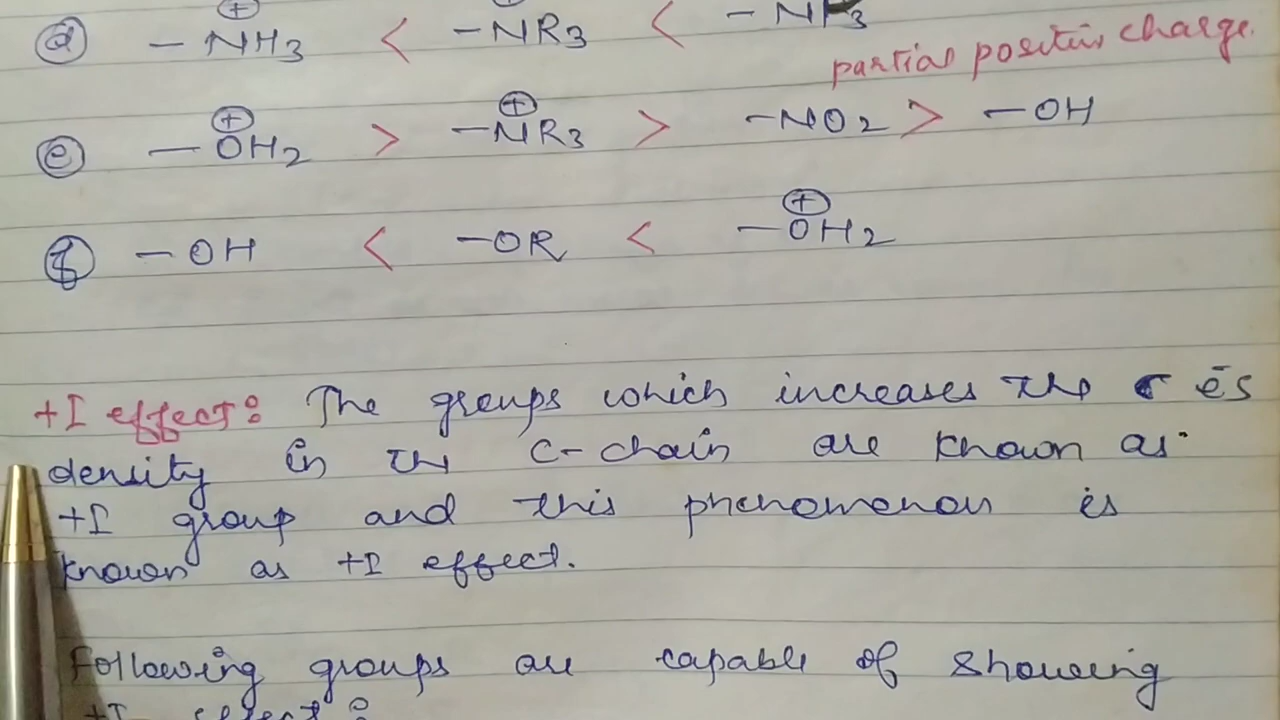 (d) –N⊕H3 < –N⊕R3 < –NF3
partial positive charge.
(e) –O⊕H2 > –N⊕R3 > –NO2 > –OH
(f) –OH < –OR < –O⊕H2
+I effect: The groups which increases the σ es
density in the C-chain are known as
+I group and this phenomenon is
known as +I effect.
Following groups are capable of showing
+I effect: